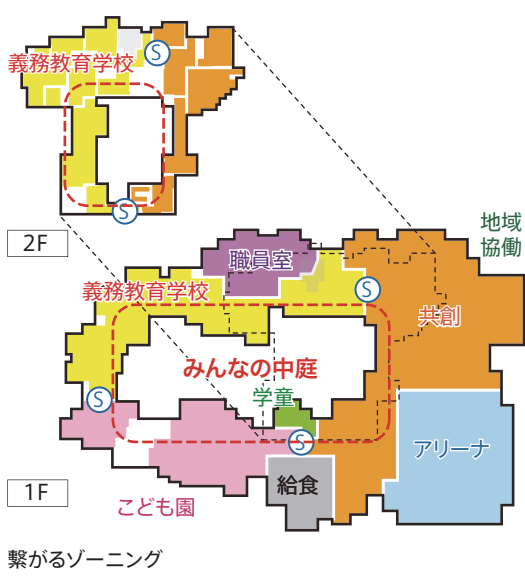 S
義務教育学校
S
2F
地域
協働
職員室
義務教育学校
S
共創
みんなの中庭
学童
S
S
アリーナ
給食
1F
こども園
繋がるゾーニング